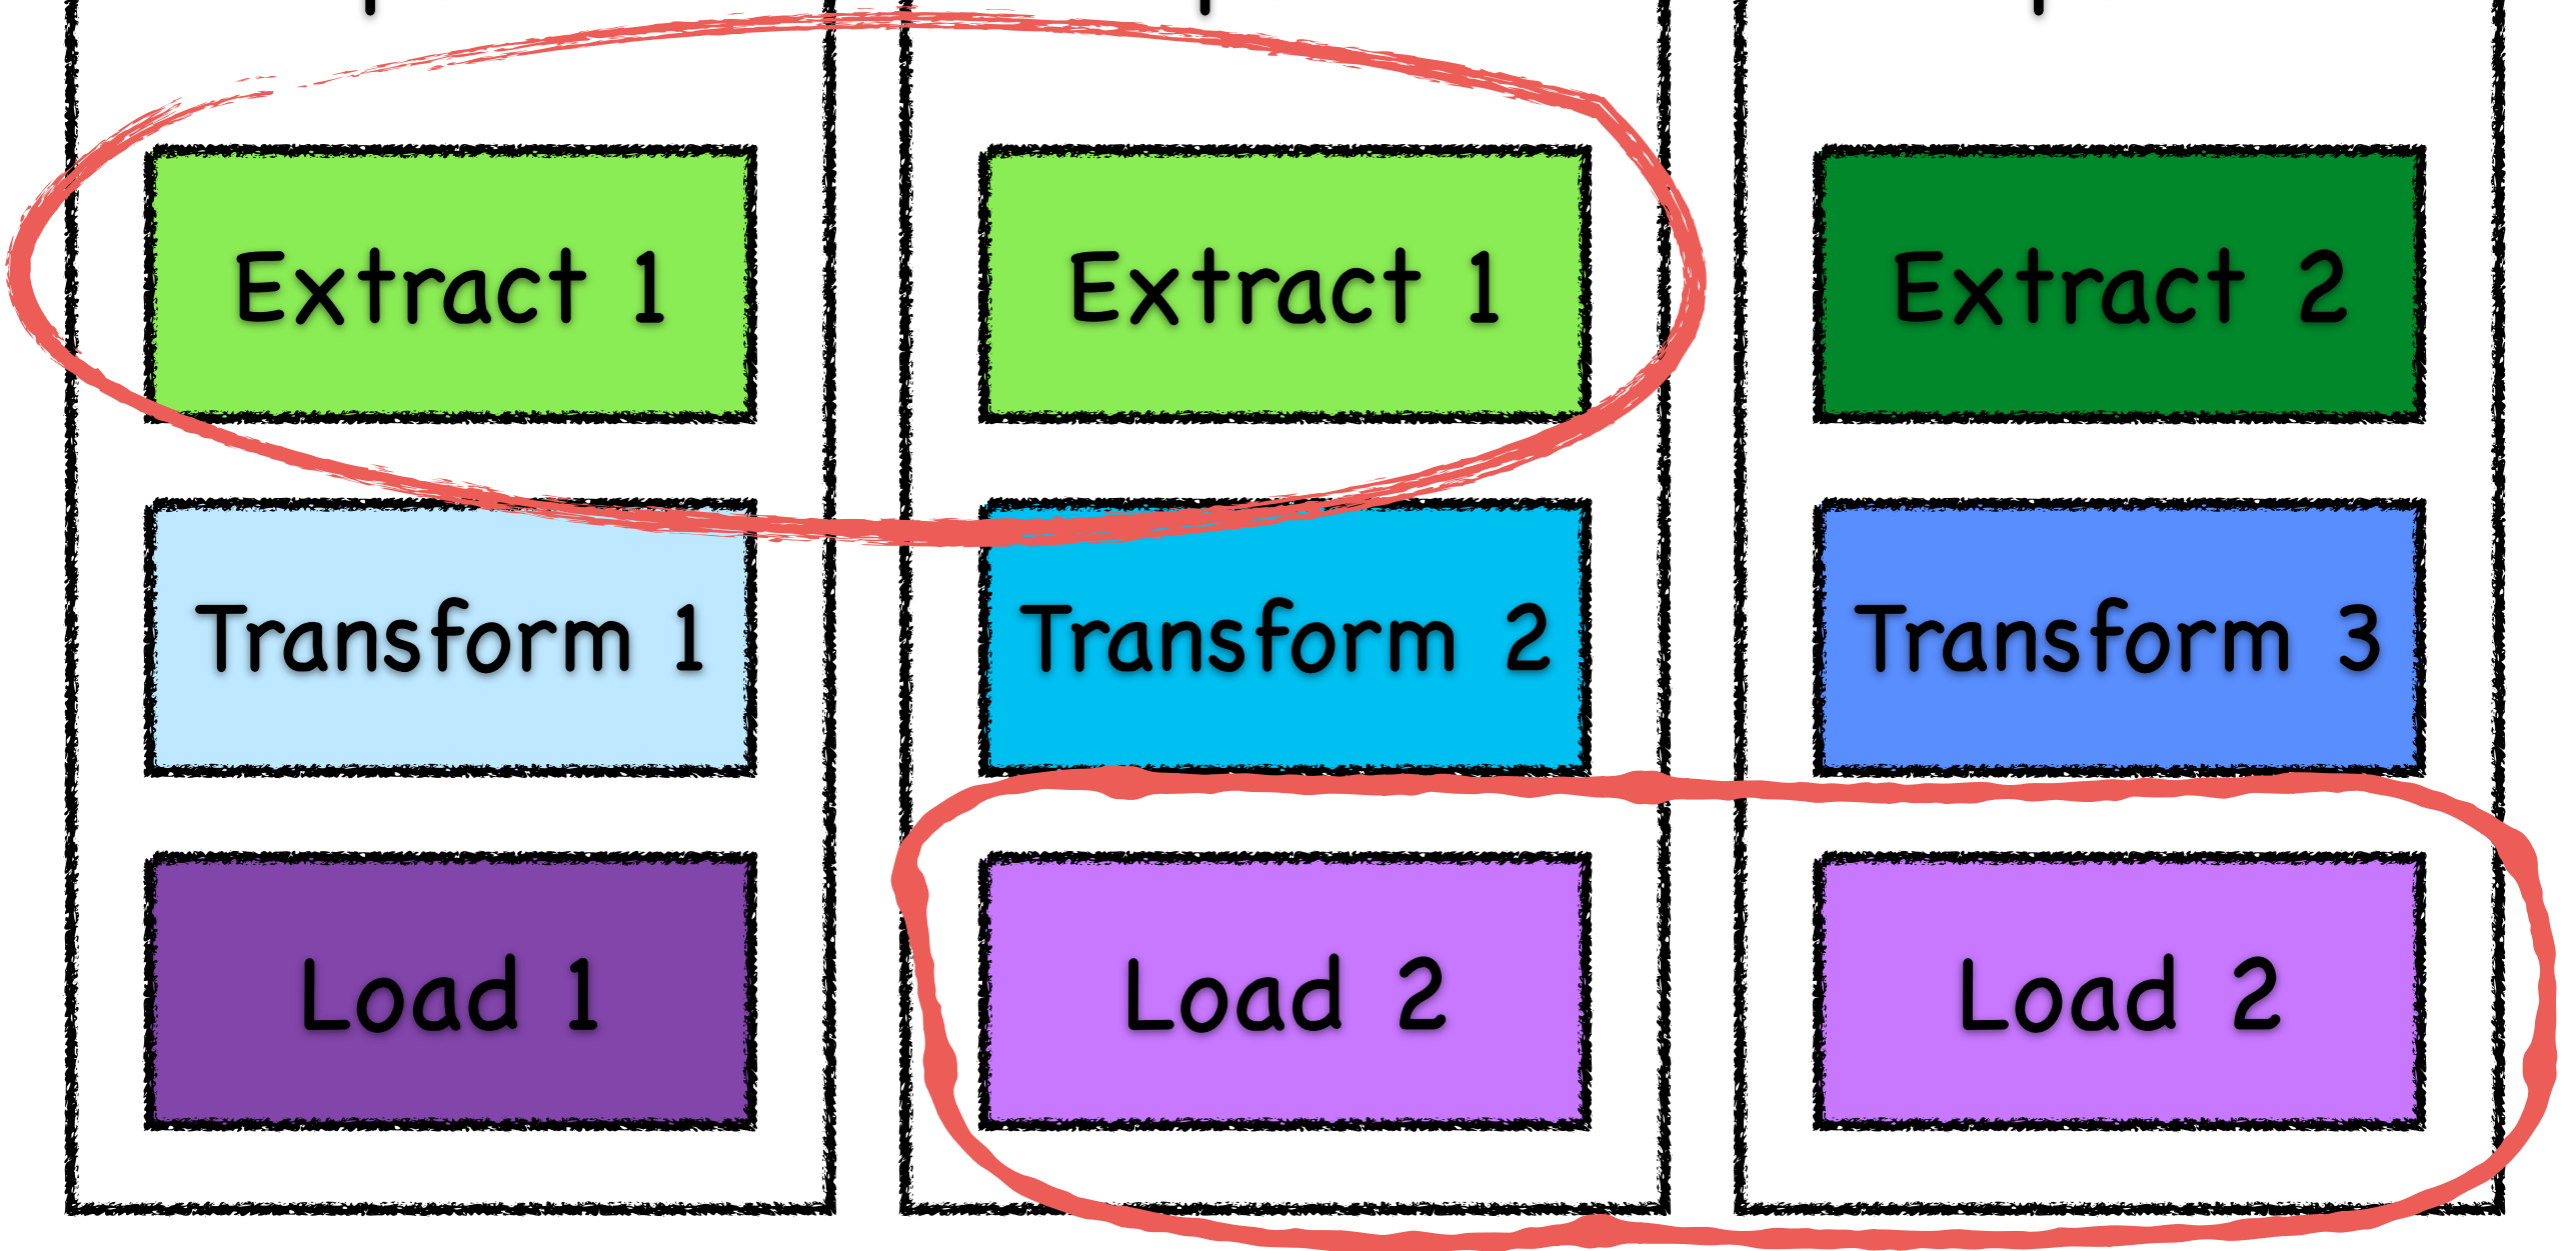 Extract 1
Extract 1
Extract 2
Transform 1
Transform 2
Transform 3
Load 1
Load 2
Load 2